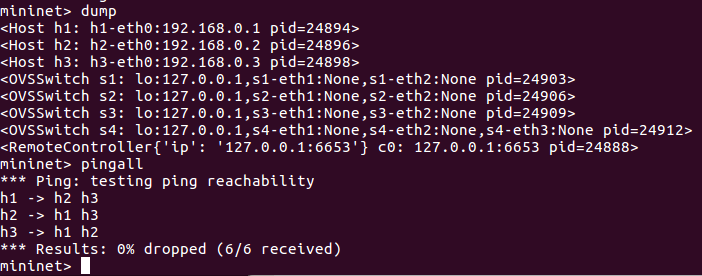 mininet> dump
<Host h1: h1-eth0:192.168.0.1 pid=24894>
<Host h2: h2-eth0:192.168.0.2 pid=24896>
<Host h3: h3-eth0:192.168.0.3 pid=24898>
<OVSSwitch s1: lo:127.0.0.1,s1-eth1:None,s1-eth2:None pid=24903>
<OVSSwitch s2: lo:127.0.0.1,s2-eth1:None,s2-eth2:None pid=24906>
<OVSSwitch s3: lo:127.0.0.1,s3-eth1:None,s3-eth2:None pid=24909>
<OVSSwitch s4: lo:127.0.0.1,s4-eth1:None,s4-eth2:None,s4-eth3:None pid=24912>
<RemoteController{'ip': '127.0.0.1:6653'} c0: 127.0.0.1:6653 pid=24888>
mininet> pingall
*** Ping: testing ping reachability
h1 -> h2 h3
h2 -> h1 h3
h3 -> h1 h2
*** Results: 0% dropped (6/6 received)
mininet>